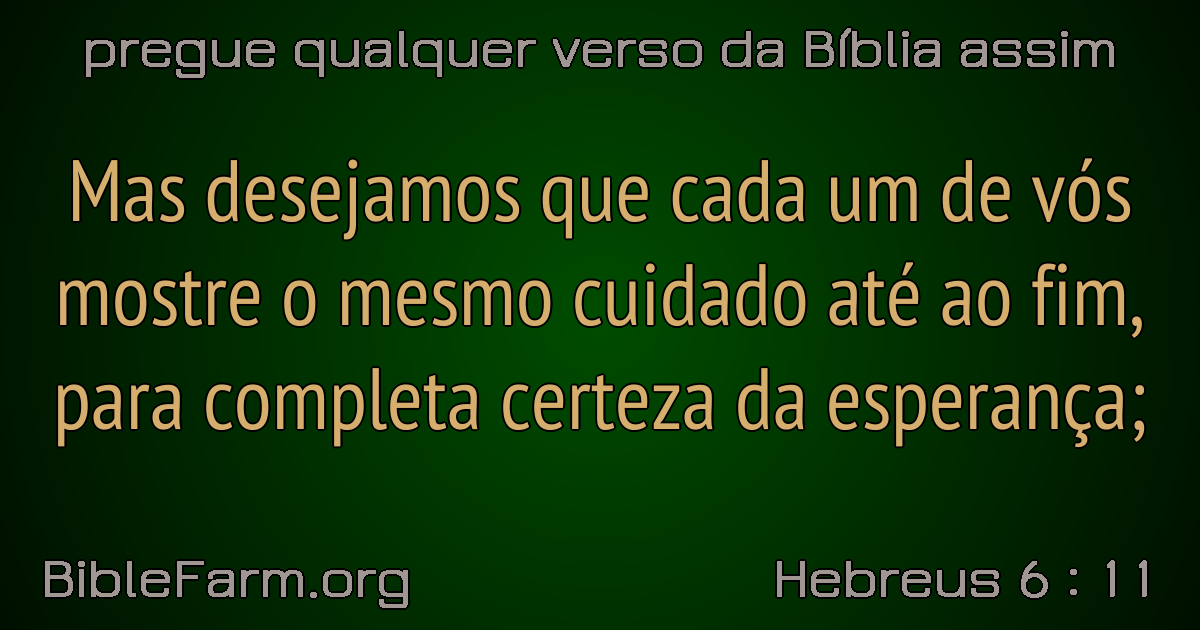 pregue qualquer verso da Bíblia assim
Mas desejamos que cada um de vós
mostre o mesmo cuidado até ao fim,
para completa certeza da esperança;
BibleFarm.org
Hebreus 6 : 11